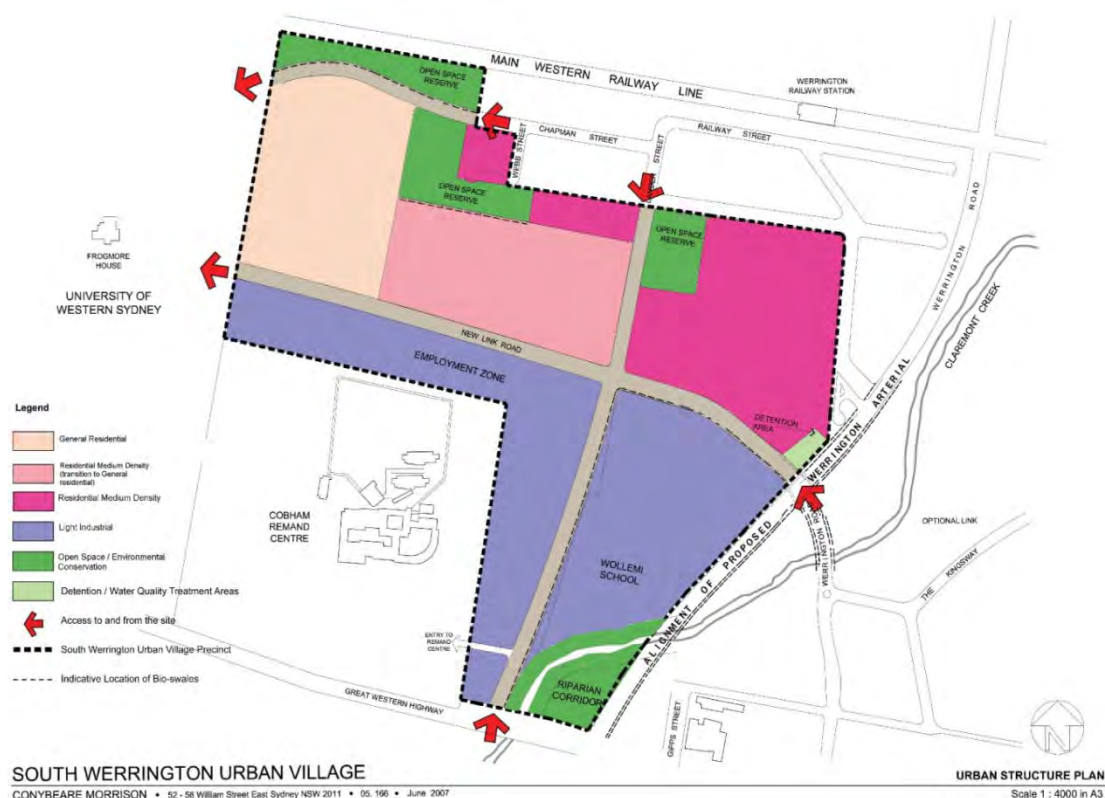 MAIN WESTERN RAILWAY LINE
WERRINGTON
RAILWAY STATION
OPEN SPACE
RESERVE
CHAPMAN STREET
RAILWAY STREET
WEBB STREET
STREET
OPEN SPACE
RESERVE
OPEN SPACE
RESERVE
WERRINGTON ROAD
CLAREMONT CREEK
FROGMORE
HOUSE
UNIVERSITY OF
WESTERN SYDNEY
NEW LINK ROAD
EMPLOYMENT ZONE
DETENTION
AREA
ALIGNMENT OF PROPOSED WERRINGTON ARTERIAL
WERRINGTON
OPTIONAL LINK
THE KINGSWAY
COBHAM
REMAND
CENTRE
WOLLEMI
SCHOOL
ENTRY TO
REMAND
CENTRE
RIPARIAN
CORRIDOR
GREAT WESTERN HIGHWAY
GIPPS STREET
Legend
General Residential
Residential Medium Density
(transition to General
residential)
Residential Medium Density
Light Industrial
Open Space / Environmental
Conservation
Detention / Water Quality Treatment Areas
Access to and from the site
South Werrington Urban Village Precinct
Indicative Location of Bio-swales
N
SOUTH WERRINGTON URBAN VILLAGE
URBAN STRUCTURE PLAN
CONYBEARE MORRISON • 52 - 58 William Street East Sydney NSW 2011 • 05. 166 • June 2007
Scale 1 : 4000 in A3